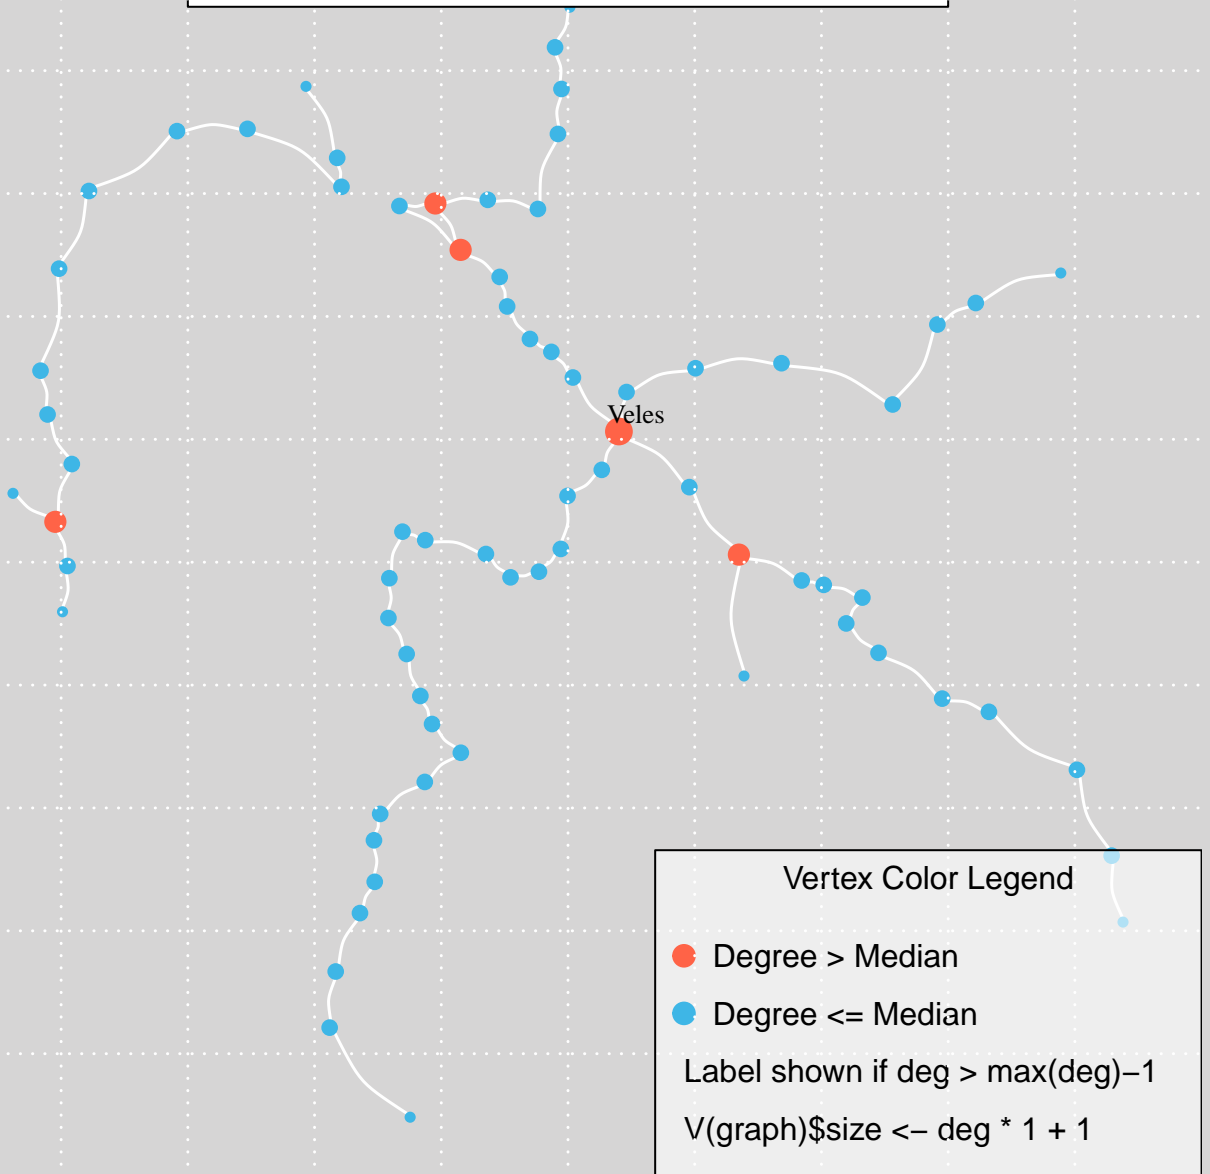 Veles
Vertex Color Legend
Degree > Median
Degree <= Median
Label shown if deg > max(deg)−1
V(graph)$size <− deg * 1 + 1